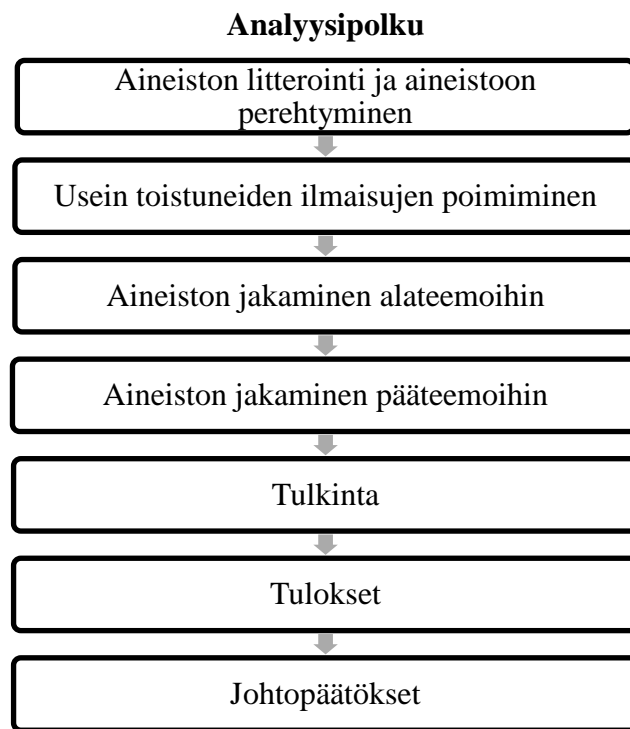 Analyysipolku
Aineiston litterointi ja aineistoon
perehtyminen
Usein toistuneiden ilmaisujen poimiminen
Aineiston jakaminen alateemoihin
Aineiston jakaminen pääteemoihin
Tulkinta
Tulokset
Johtopäätökset